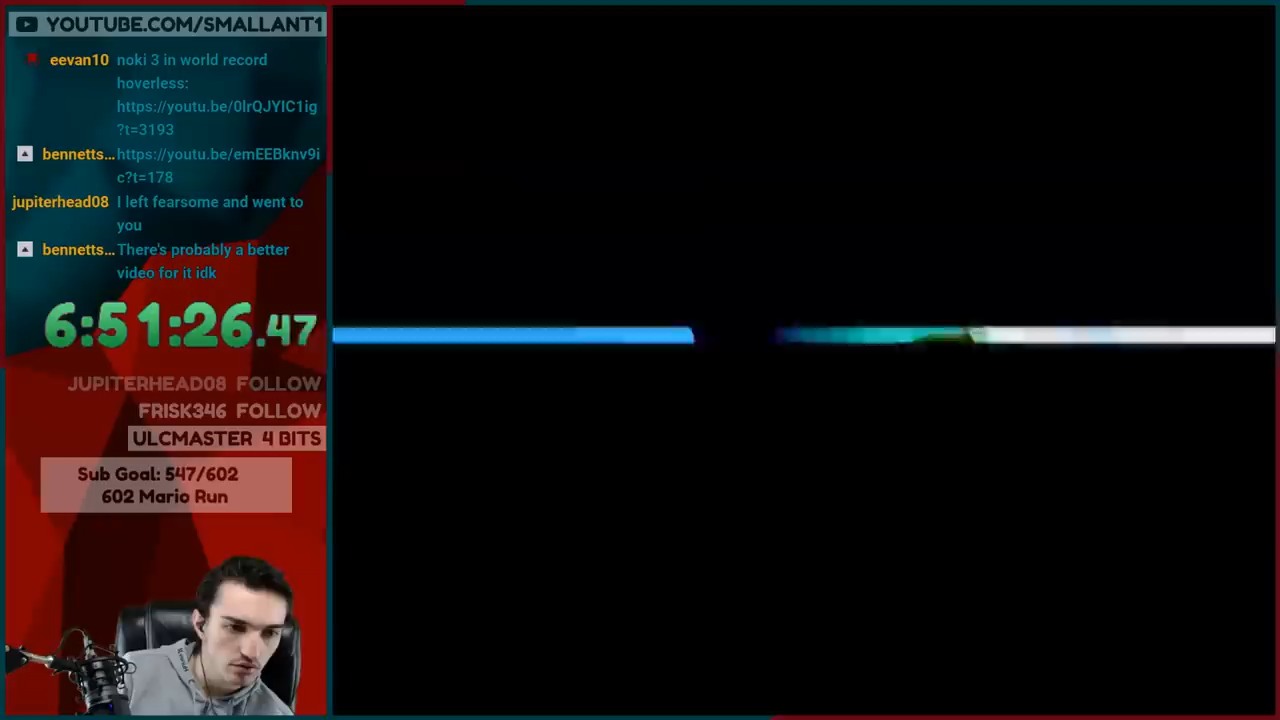 YOUTUBE.COM/SMALLANT1
eevan10 noki 3 in world record
hoverless:
https://youtu.be/0lrQJYIC1ig
?t=3193
bennetts... https://youtu.be/emEEBknv9i
c?t=178
jupiterhead08 I left fearsome and went to
you
bennetts... There's probably a better
video for it idk
6:51:26.47
JUPITERHEAD08 FOLLOW
FRISK346 FOLLOW
ULCMASTER 4 BITS
Sub Goal: 547/602
602 Mario Run